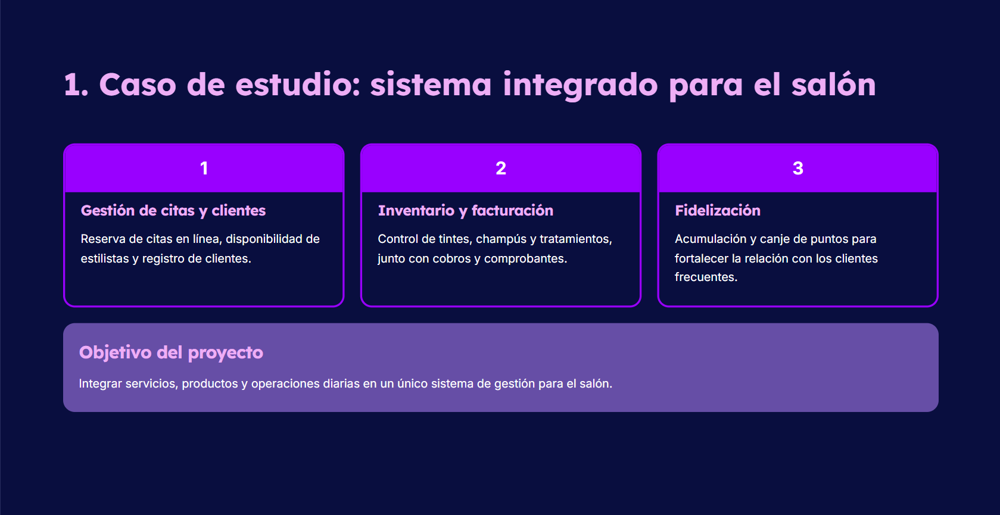 1. Caso de estudio: sistema integrado para el salón
1
Gestión de citas y clientes
Reserva de citas en línea, disponibilidad de
estilistas y registro de clientes.
2
Inventario y facturación
Control de tintes, champús y tratamientos,
junto con cobros y comprobantes.
3
Fidelización
Acumulación y canje de puntos para
fortalecer la relación con los clientes
frecuentes.
Objetivo del proyecto
Integrar servicios, productos y operaciones diarias en un único sistema de gestión para el salón.